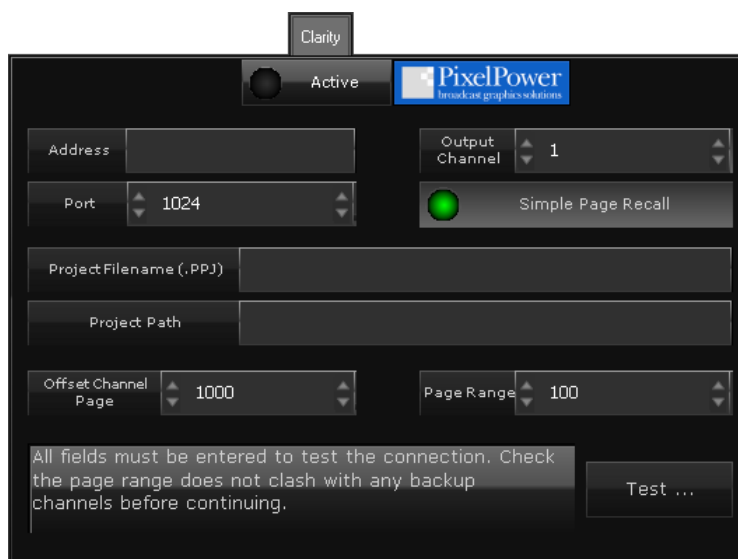 Clarity
Active
PixelPower
broadcast graphics solutions
Address
Output
Channel
1
Port
1024
Simple Page Recall
Project Filename (.PPJ)
Project Path
Offset Channel
Page
1000
Page Range
100
All fields must be entered to test the connection. Check
the page range does not clash with any backup
channels before continuing.
Test ...